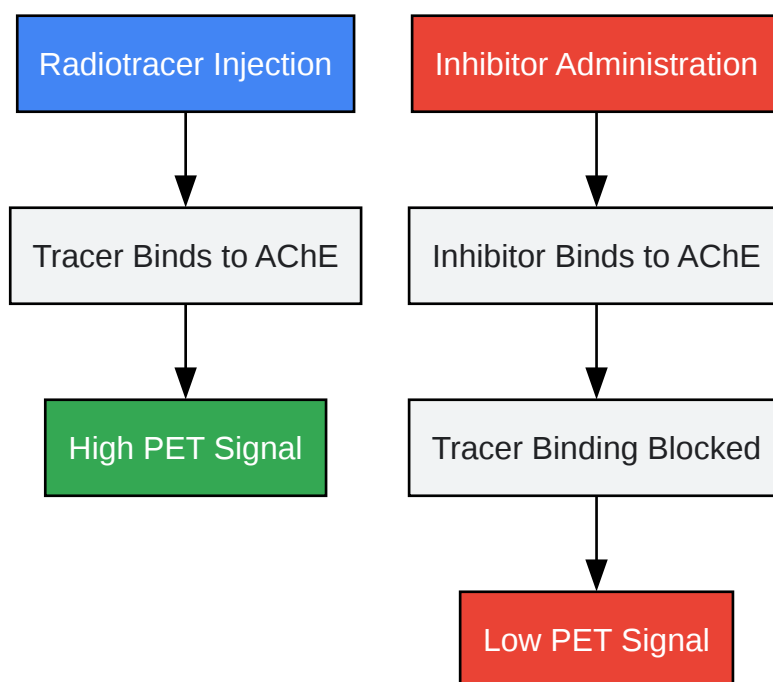 Radiotracer Injection
Inhibitor Administration
Tracer Binds to AChE
Inhibitor Binds to AChE
High PET Signal
Tracer Binding Blocked
Low PET Signal